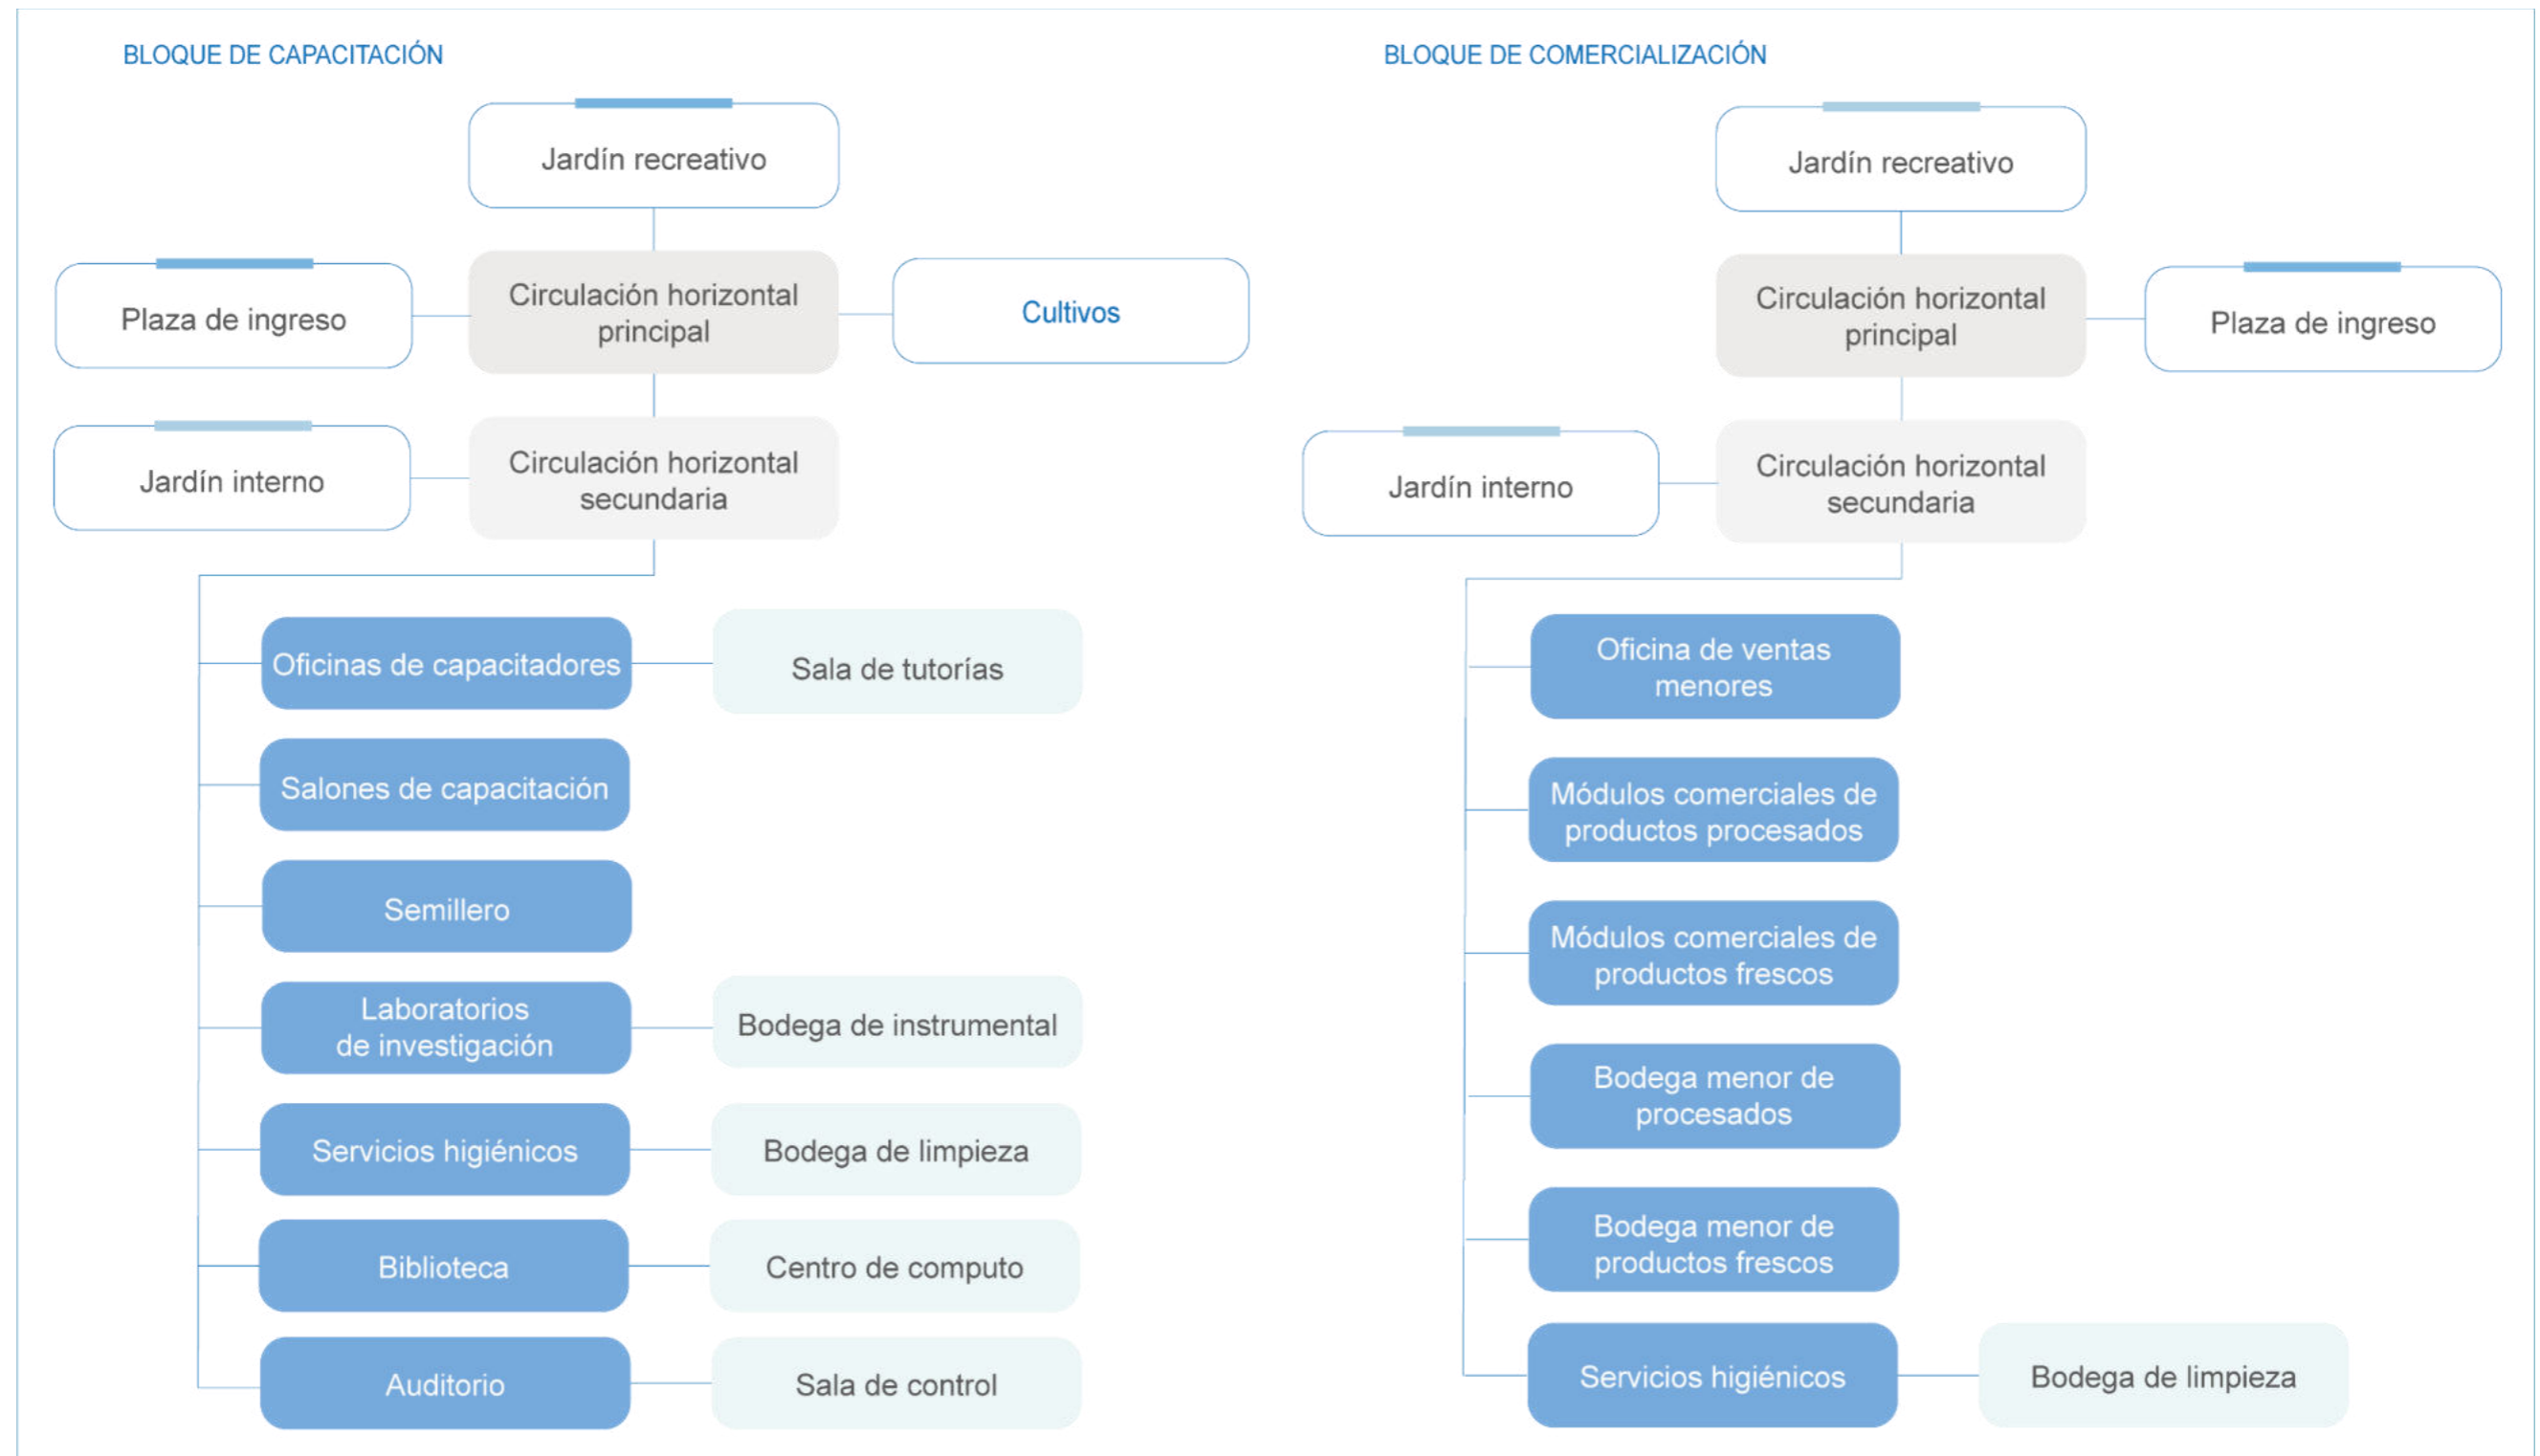 BLOQUE DE CAPACITACIÓN
Jardín recreativo
Plaza de ingreso
Circulación horizontal
principal
Cultivos
Jardín interno
Circulación horizontal
secundaria
Oficinas de capacitadores
Sala de tutorías
Salones de capacitación
Semillero
Laboratorios
de investigación
Bodega de instrumental
Servicios higiénicos
Bodega de limpieza
Biblioteca
Centro de computo
Auditorio
Sala de control
BLOQUE DE COMERCIALIZACIÓN
Jardín recreativo
Circulación horizontal
principal
Plaza de ingreso
Jardín interno
Circulación horizontal
secundaria
Oficina de ventas
menores
Módulos comerciales de
productos procesados
Módulos comerciales de
productos frescos
Bodega menor de
procesados
Bodega menor de
productos frescos
Servicios higiénicos
Bodega de limpieza